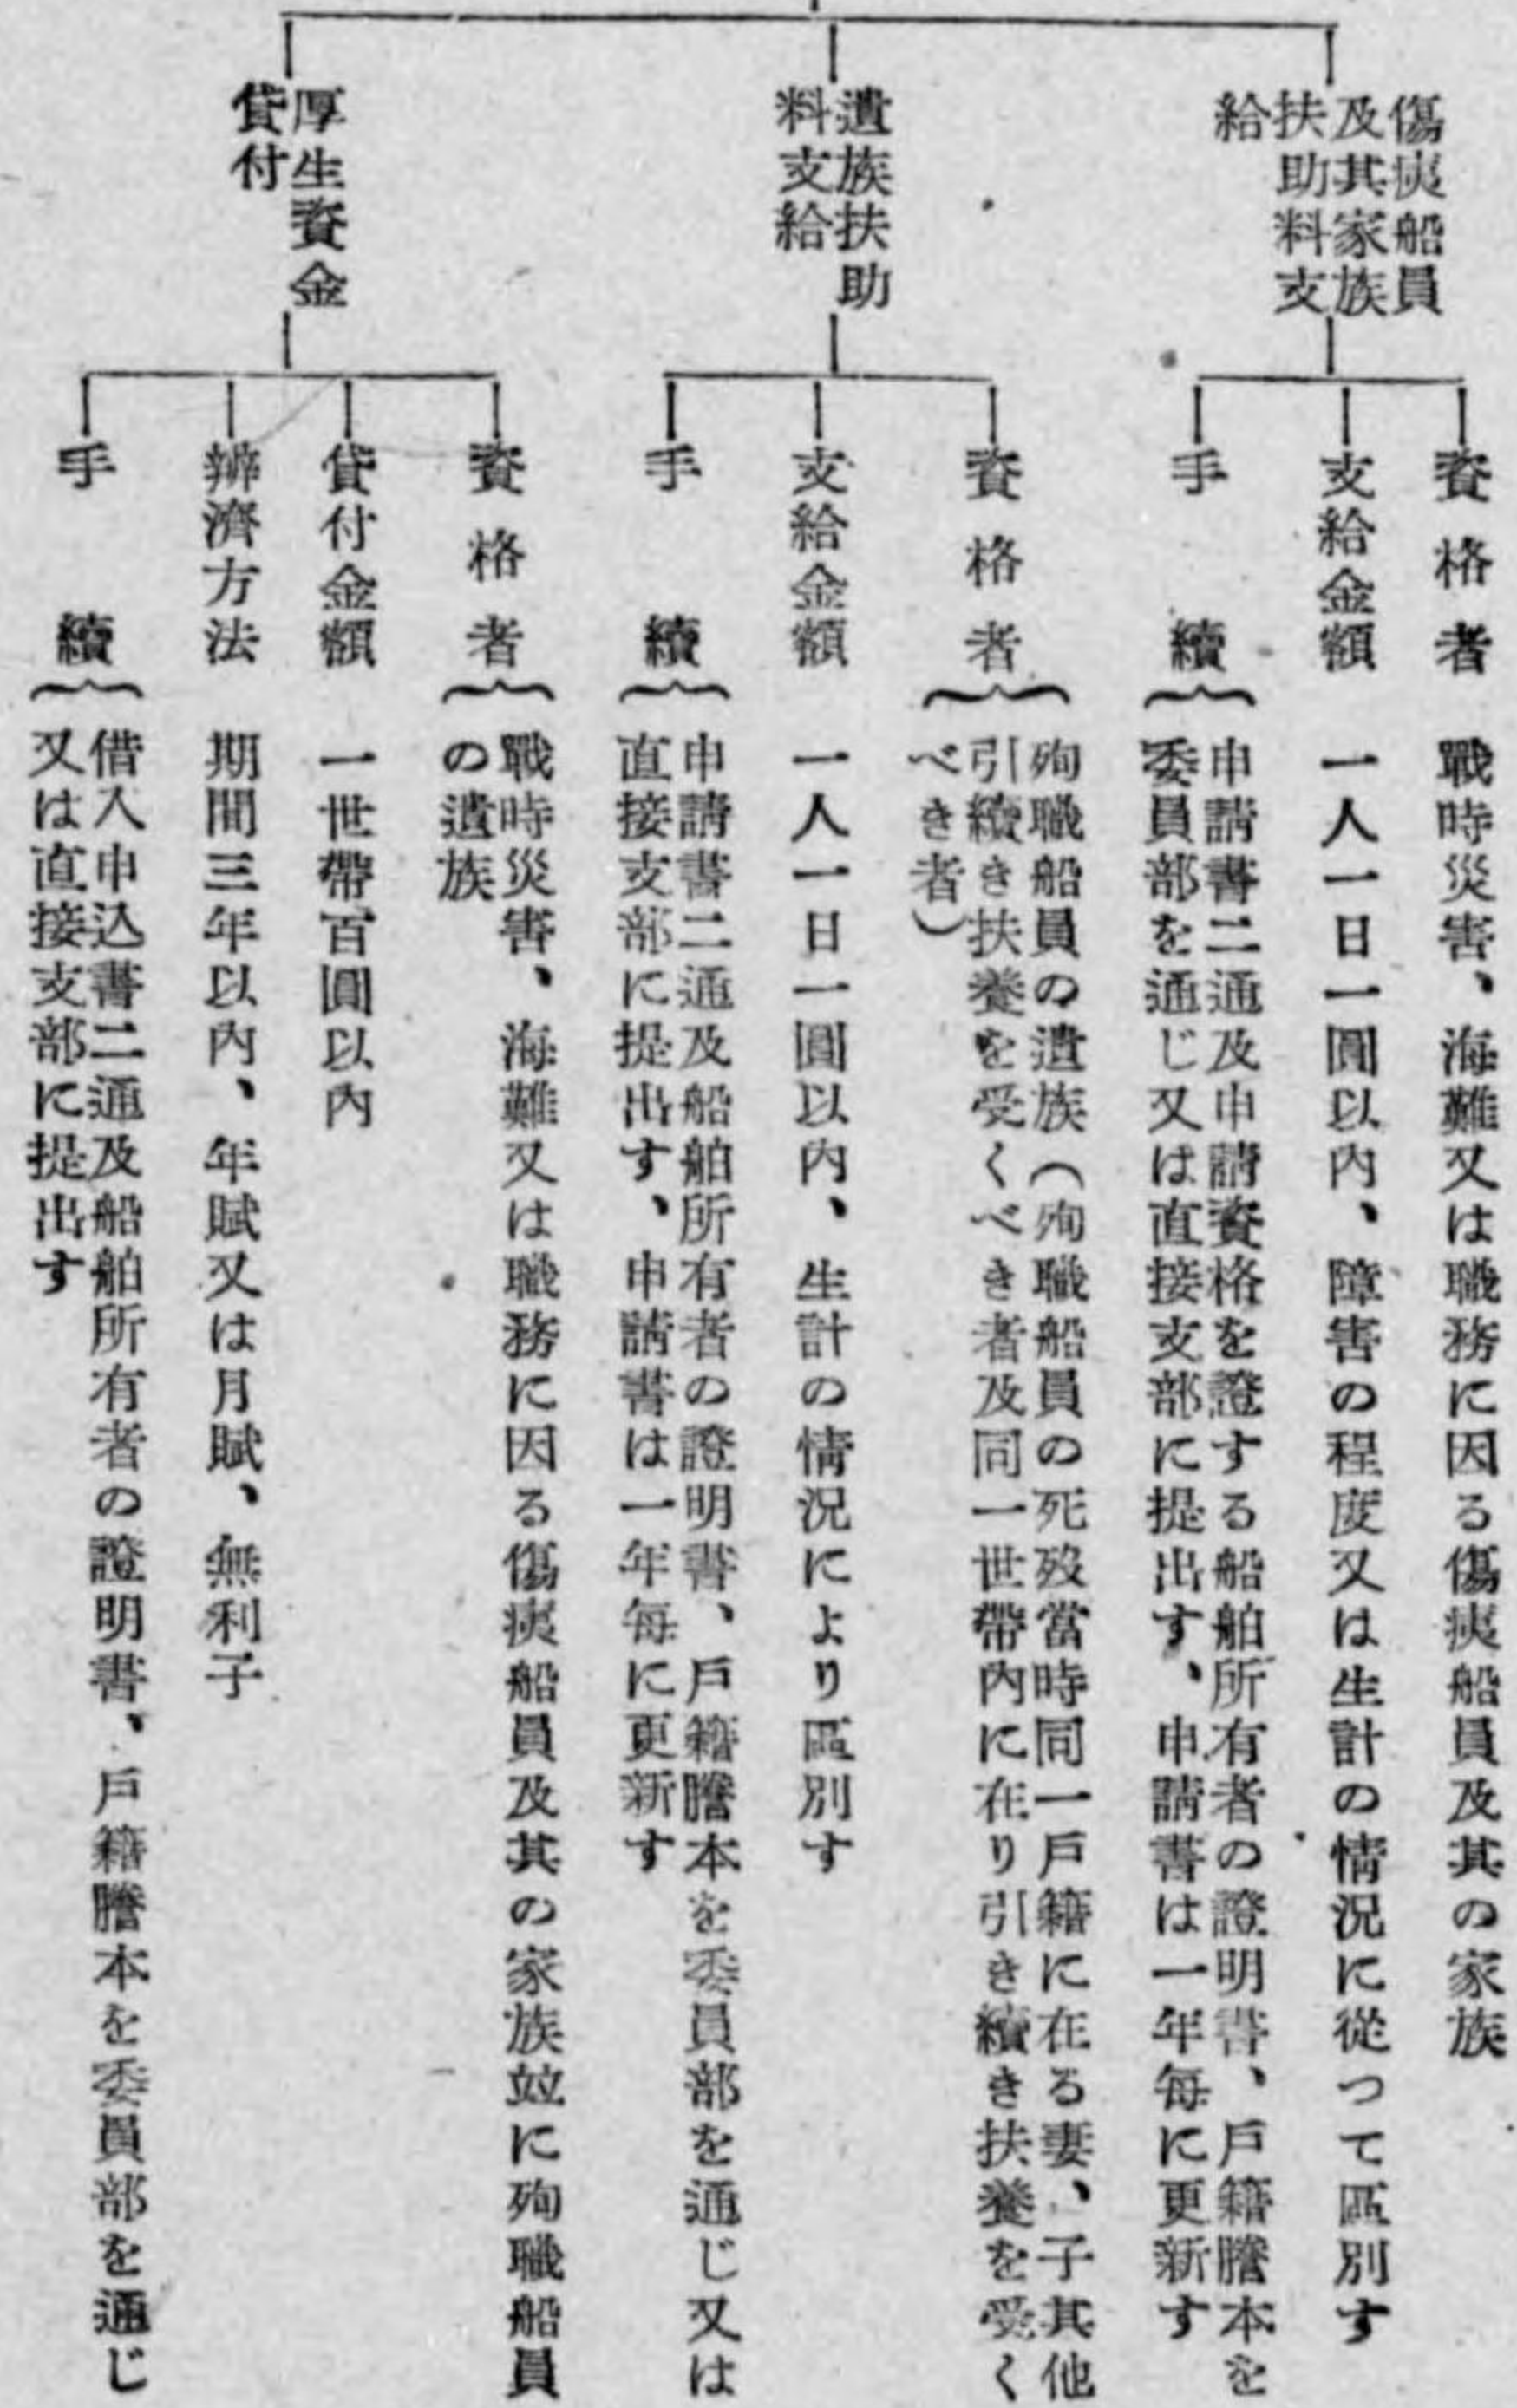 傷痍船員
及其家族
扶助料支
給
資格者
戰時災害、海難又は職務に因る傷痍船員及其の家族
支給金額
一人一日一圓以內、障害の程度又は生計の情況に從つて區別す
手續
申請書二通及申請資格を證する船舶所有者の證明書、戶籍謄本を
委員部を通じ又は直接支部に提出す、申請書は一年每に更新す
遺族扶助
料支給
資格者
殉職船員の遺族(殉職船員の死歿當時同一戶籍に在る妻、子其他
引續き扶養を受くべき者及同一世帶內に在り引き續き扶養を受く
べき者)
支給金額
一人一日一圓以內、生計の情況により區別す
手續
申請書二通及船舶所有者の證明書、戶籍謄本を委員部を通じ又は
直接支部に提出す、申請書は一年每に更新す
厚生資金
貸付
資格者
戰時災害、海難又は職務に因る傷痍船員及其の家族竝に殉職船員
の遺族
貸付金額
一世帶百圓以內
辨濟方法
期間三年以內、年賦又は月賦、無利子
手續
借入申込書二通及船舶所有者の證明書、戶籍謄本を委員部を通じ
又は直接支部に提出す